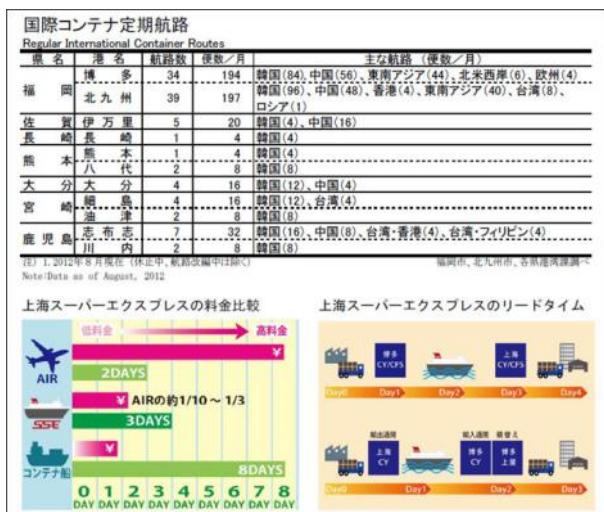 国際コンテナ定期航路
Regular International Container Routes
県名 港名 航路数 便数／月 主な航路（便数／月）
福岡 博多 34 194 韓国(84)、中国(56)、東南アジア(44)、北米西岸(6)、欧州(4)
北九州 39 197 韓国(96)、中国(48)、香港(4)、東南アジア(40)、台湾(8)、
ロシア(1)
佐賀 伊万里 5 20 韓国(4)、中国(16)
長崎 長崎 1 4 韓国(4)
熊本 熊本 1 4 韓国(4)
八代 2 8 韓国(8)
大分 大分 4 16 韓国(12)、中国(4)
宮崎 細島 4 16 韓国(12)、台湾(4)
油津 2 8 韓国(8)
鹿児島 志布志 7 32 韓国(16)、中国(8)、台湾・香港(4)、台湾・フィリピン(4)
川内 2 8 韓国(8)
注）1.2012年8月現在（休止中、航路改編中は除く） 福岡市、北九州市、各県港湾課調べ
Note:Data as of August, 2012
上海スーパーエクスプレスの料金比較
低料金 高料金
¥
AIR
2DAYS
¥ AIRの約1/10～1/3
SSE
3DAYS
¥
コンテナ船
8DAYS
0 1 2 3 4 5 6 7 8
DAY DAY DAY DAY DAY DAY DAY DAY DAY
上海スーパーエクスプレスのリードタイム
博多 上海
CY/CFS CY/CFS
Day0 Day1 Day2 Day3 Day4
輸出通関 輸入通関 積替え
上海 博多 博多
CY CY 上屋
Day0 Day1 Day2 Day3